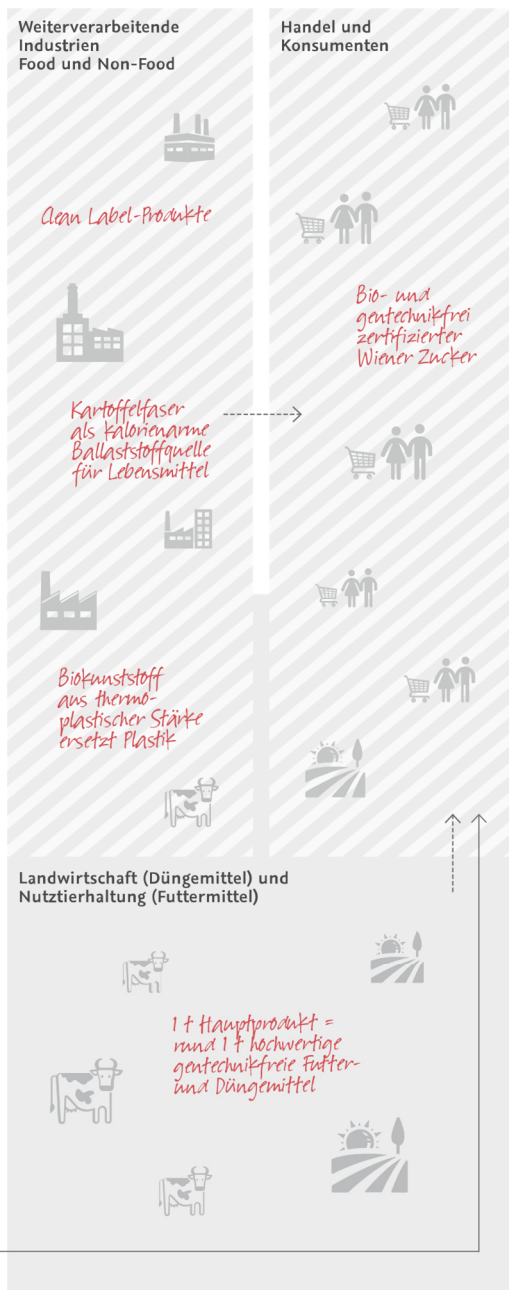 Weiterverarbeitende
Industrien
Food und Non-Food
Clean Label-Produkte
Kartoffelfaser
als kalorienarme
Ballaststoffquelle
für Lebensmittel
Biokunststoff
aus thermo-
plastischer Stärke
ersetzt Plastik
Handel und
Konsumenten
Bio- und
gentechnikfrei
zertifizierter
Wiener Zucker
Landwirtschaft (Düngemittel) und
Nutztierhaltung (Futtermittel)
1 t Hauptprodukt =
rund 1 t hochwertige
gentechnikfreie Futter-
und Düngemittel